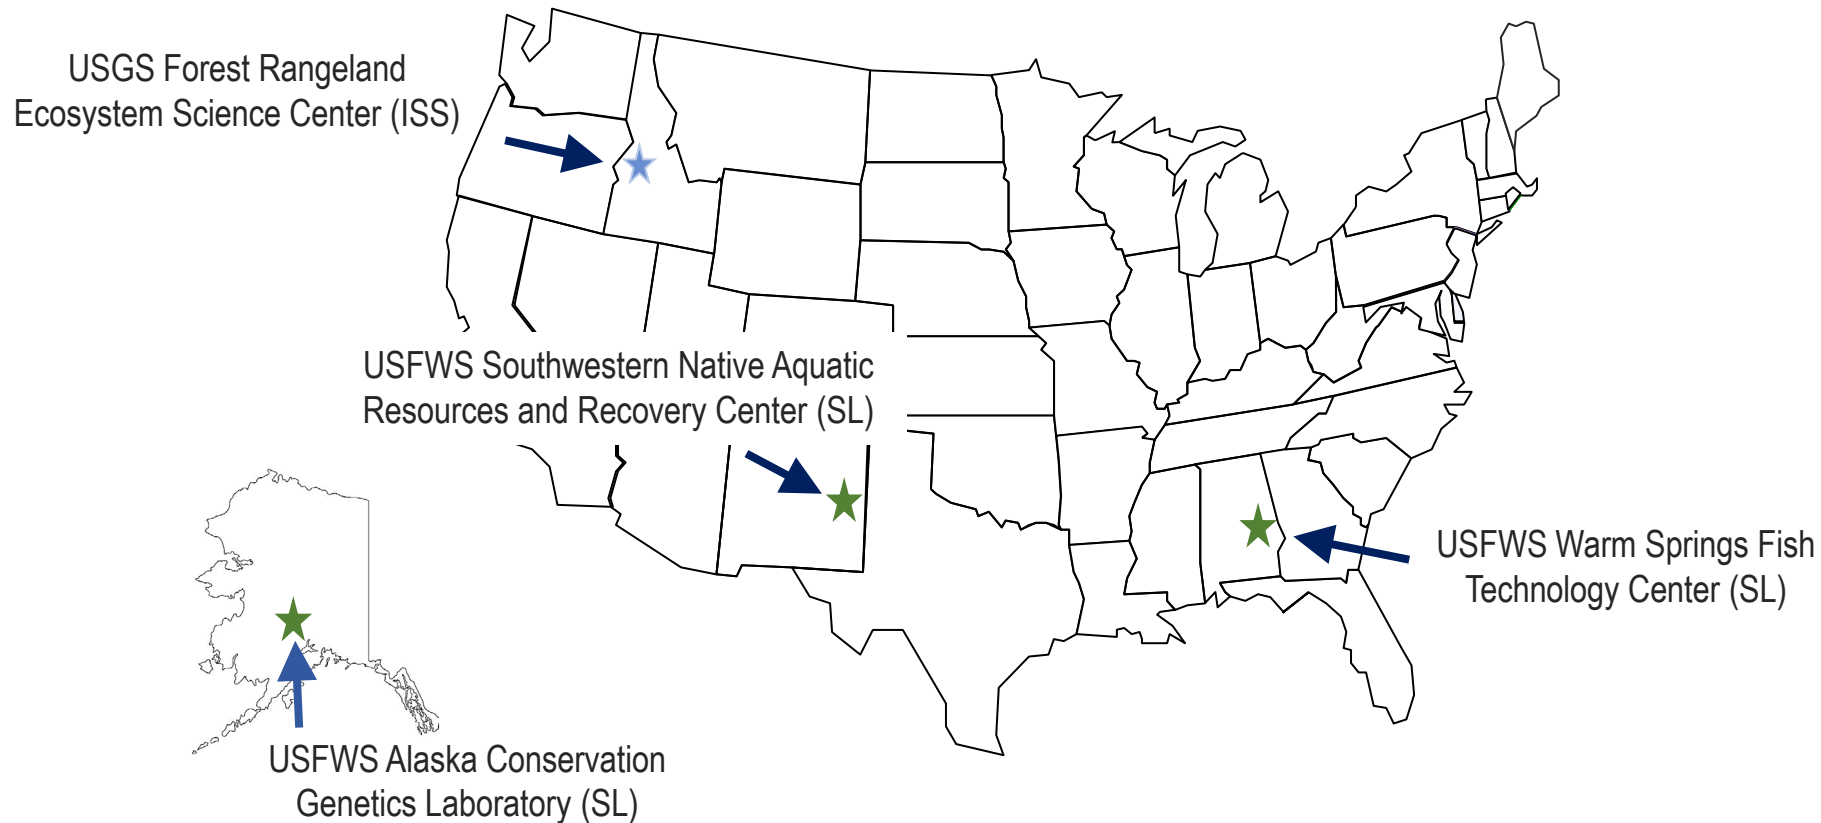 USGS Forest Rangeland
Ecosystem Science Center (ISS)
USFWS Southwestern Native Aquatic
Resources and Recovery Center (SL)
USFWS Warm Springs Fish
Technology Center (SL)
USFWS Alaska Conservation
Genetics Laboratory (SL)